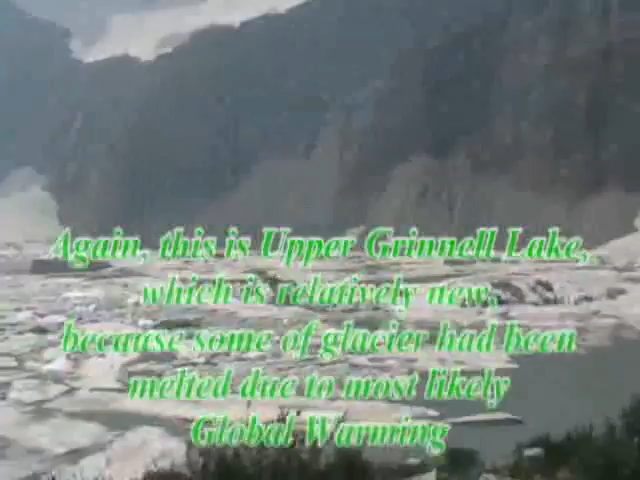 Again, this is Upper Grinnell Lake,
which is relatively new,
because some of glacier had been
melted due to most likely
Global Warming